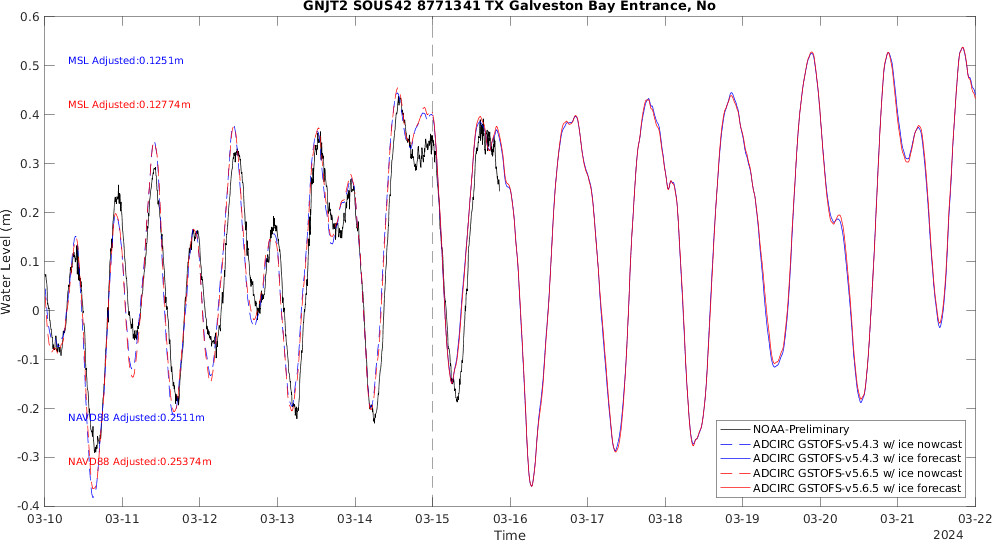 GNJT2 SOUS42 8771341 TX Galveston Bay Entrance, No
0.6
0.5
0.4
0.3
0.2
0.1
0
-0.1
-0.2
-0.3
-0.4
Water Level (m)
MSL Adjusted:0.1251m
MSL Adjusted:0.12774m
NAVD88 Adjusted:0.2511m
NAVD88 Adjusted:0.25374m
NOAA-Preliminary
ADCIRC GSTOFS-v5.4.3 w/ ice nowcast
ADCIRC GSTOFS-v5.4.3 w/ ice forecast
ADCIRC GSTOFS-v5.6.5 w/ ice nowcast
ADCIRC GSTOFS-v5.6.5 w/ ice forecast
03-10 03-11 03-12 03-13 03-14 03-15 03-16 03-17 03-18 03-19 03-20 03-21 03-22
Time
2024